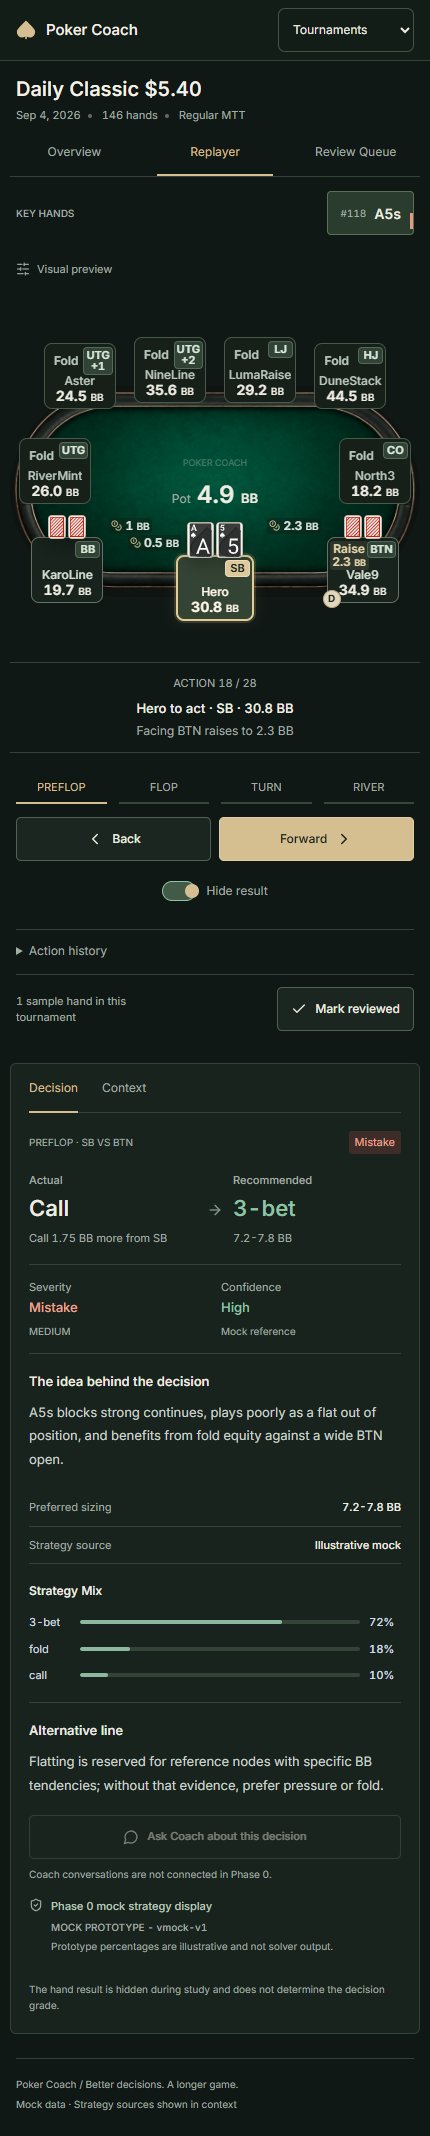 Poker Coach
Tournaments
Daily Classic $5.40
Sep 4, 2026 • 146 hands • Regular MTT
Overview
Replayer
Review Queue
KEY HANDS
#118 A5s
Visual preview
Fold UTG+1
Aster
24.5 BB
Fold UTG+2
NineLine
35.6 BB
Fold LJ
LumaRaise
29.2 BB
Fold HJ
DuneStack
44.5 BB
Fold UTG
RiverMint
26.0 BB
Fold CO
North3
18.2 BB
POKER COACH
Pot 4.9 BB
1 BB
0.5 BB
2.3 BB
A A
5 5
BB
KaroLine
19.7 BB
SB
Hero
30.8 BB
Raise 2.3 BB BTN
Vale9
34.9 BB
D
ACTION 18 / 28
Hero to act · SB · 30.8 BB
Facing BTN raises to 2.3 BB
PREFLOP
FLOP
TURN
RIVER
Back
Forward
Hide result
Action history
1 sample hand in this
tournament
Mark reviewed
Decision
Context
PREFLOP · SB VS BTN
Mistake
Actual
Recommended
Call → 3-bet
Call 1.75 BB more from SB
7.2-7.8 BB
Severity
Confidence
Mistake
High
MEDIUM
Mock reference
The idea behind the decision
A5s blocks strong continues, plays poorly as a flat out of
position, and benefits from fold equity against a wide BTN
open.
Preferred sizing 7.2-7.8 BB
Strategy source Illustrative mock
Strategy Mix
3-bet 72%
fold 18%
call 10%
Alternative line
Flatting is reserved for reference nodes with specific BB
tendencies; without that evidence, prefer pressure or fold.
Ask Coach about this decision
Coach conversations are not connected in Phase 0.
Phase 0 mock strategy display
MOCK PROTOTYPE - vmock-v1
Prototype percentages are illustrative and not solver output.
The hand result is hidden during study and does not determine the decision
grade.
Poker Coach / Better decisions. A longer game.
Mock data · Strategy sources shown in context